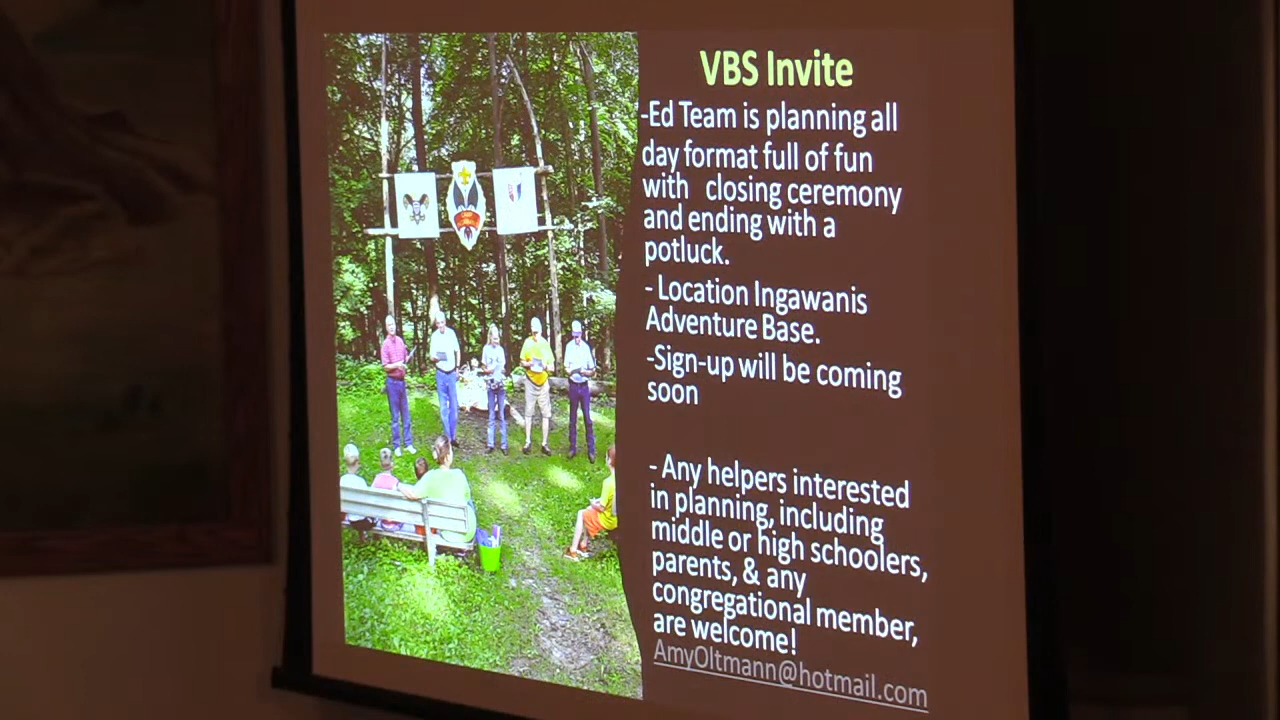 VBS Invite
-Ed Team is planning all
day format full of fun
with closing ceremony
and ending with a
potluck.
- Location Ingawanis
Adventure Base.
-Sign-up will be coming
soon
- Any helpers interested
in planning, including
middle or high schoolers,
parents, & any
congregational member,
are welcome!
AmyOltmann@hotmail.com